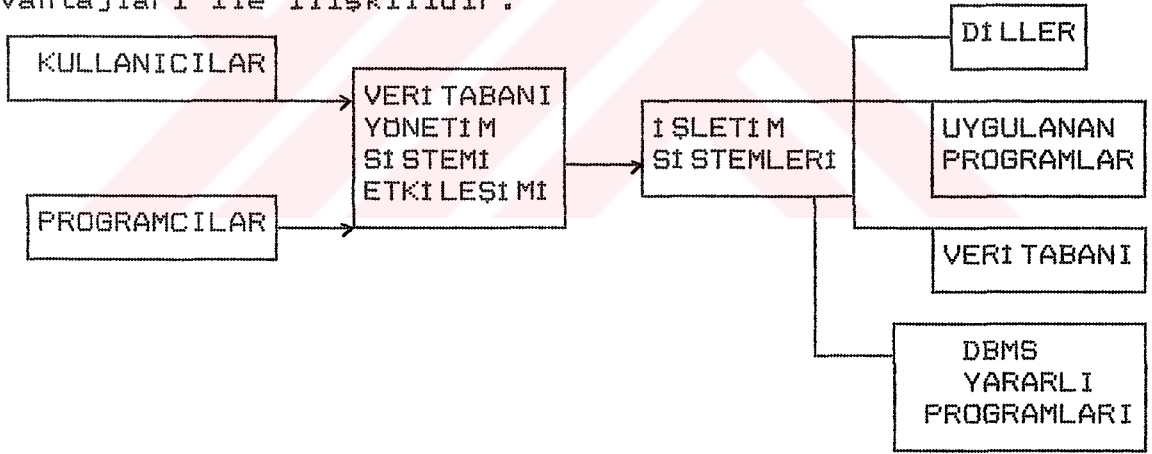 vantajları ile ilişkilidir.
KULLANICILAR
PROGRAMCILAR
VERİ TABANI
YÖNETİM
SİSTEMİ
ETKİLEŞİMİ
İŞLETİM
SİSTEMLERİ
DİLLER
UYGULANAN
PROGRAMLAR
VERİ TABANI
DBMS
YARARLI
PROGRAMLARI